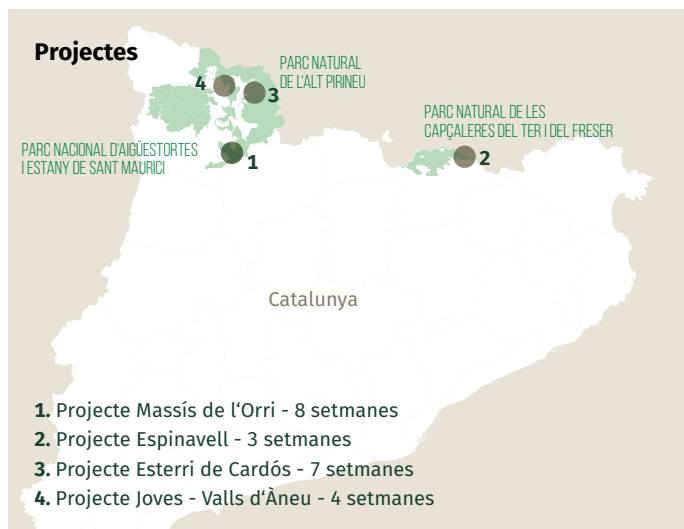 Projectes
PARC NATURAL
DE L'ALT PIRINEU
4
3
PARC NATURAL DE LES
CAPÇALERES DEL TER I DEL FRESER
PARC NACIONAL D'AIGÜESTORTES
I ESTANY DE SANT MAURICI
1
2
Catalunya
1. Projecte Massís de l‘Orri - 8 setmanes
2. Projecte Espinavell - 3 setmanes
3. Projecte Esterri de Cardós - 7 setmanes
4. Projecte Joves - Valls d‘Àneu - 4 setmanes